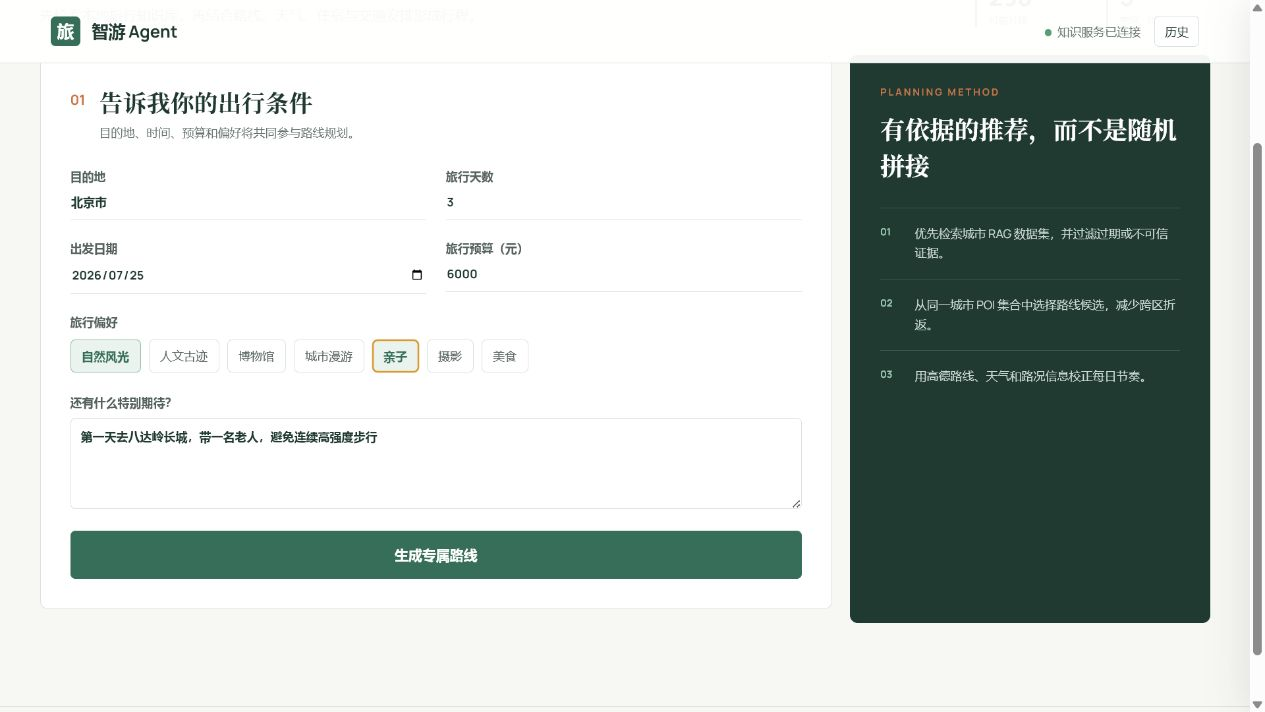 旅
智游 Agent
知识服务已连接
历史
01
告诉我你的出行条件
目的地、时间、预算和偏好将共同参与路线规划。
目的地
旅行天数
北京市
3
出发日期
旅行预算（元）
2026/07/25
6000
旅行偏好
自然风光
人文古迹
博物馆
城市漫游
亲子
摄影
美食
还有什么特别期待?
第一天去八达岭长城，带一名老人，避免连续高强度步行
生成专属路线
PLANNING METHOD
有依据的推荐，而不是随机
拼接
01
优先检索城市 RAG 数据集，并过滤过期或不可信
证据。
02
从同一城市 POI 集合中选择路线候选，减少跨区折
返。
03
用高德路线、天气和路况信息校正每日节奏。